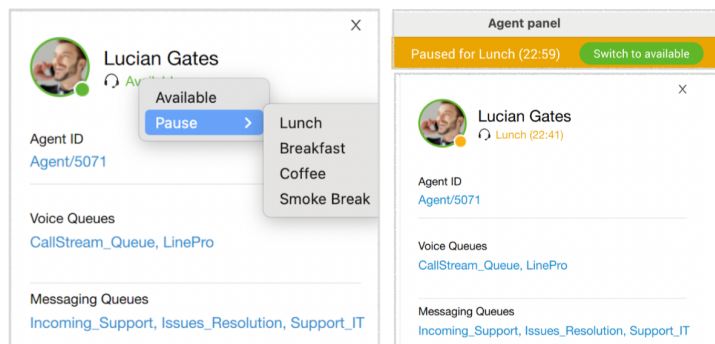 X
Lucian Gates
Available
Pause >
Lunch
Breakfast
Coffee
Smoke Break
Agent ID
Agent/5071
Voice Queues
CallStream_Queue, LinePro
Messaging Queues
Incoming_Support, Issues_Resolution, Support_IT
Agent panel
Paused for Lunch (22:59) Switch to available
X
Lucian Gates
Lunch (22:41)
Agent ID
Agent/5071
Voice Queues
CallStream_Queue, LinePro
Messaging Queues
Incoming_Support, Issues_Resolution, Support_IT